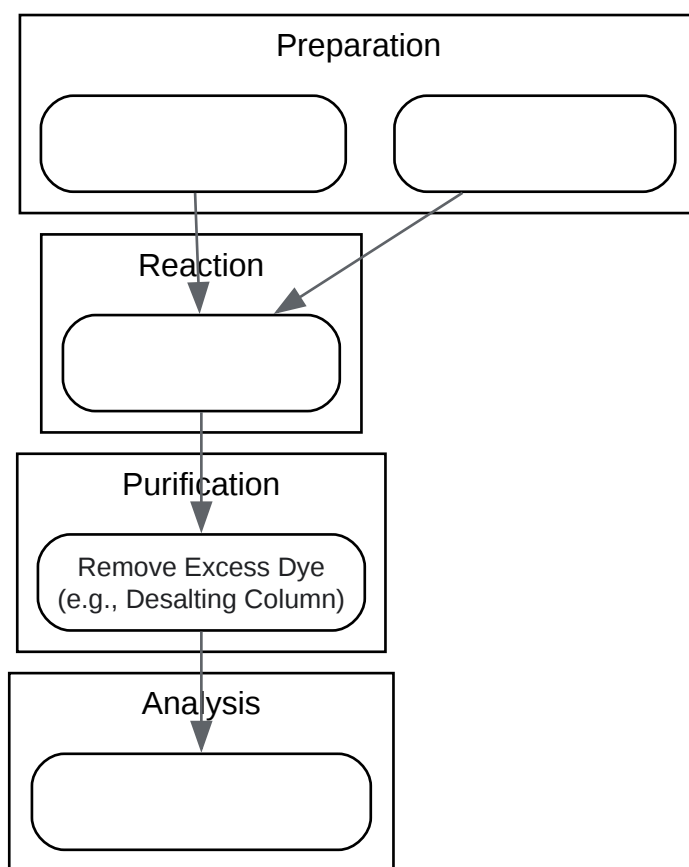 Preparation
Reaction
Purification
Remove Excess Dye
(e.g., Desalting Column)
Analysis